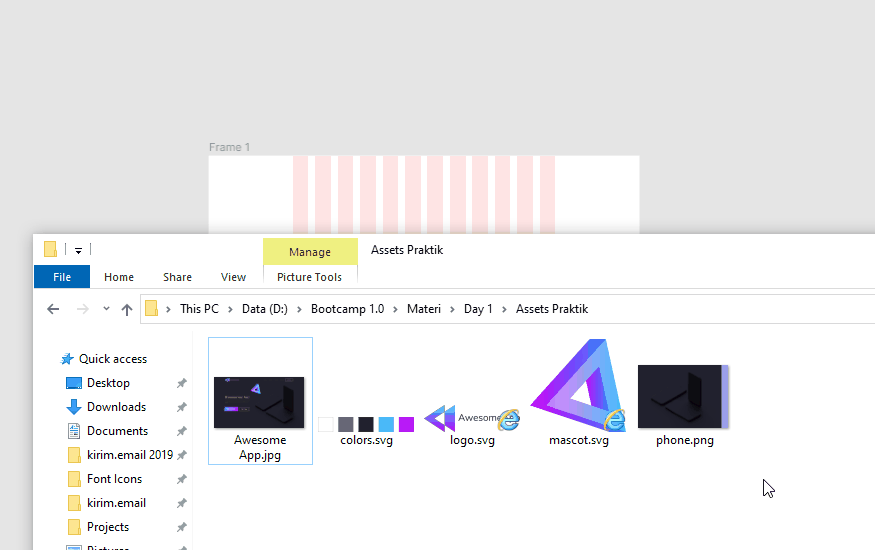 Frame 1
Manage
Assets Praktik
File
Home
Share
View
Picture Tools
This PC
Data (D:)
Bootcamp 1.0
Materi
Day 1
Assets Praktik
Quick access
Desktop
Downloads
Documents
kirim.email 2019
Font Icons
kirim.email
Projects
Pictures
Awesome
Awesome
App.jpg
colors.svg
logo.svg
mascot.svg
phone.png